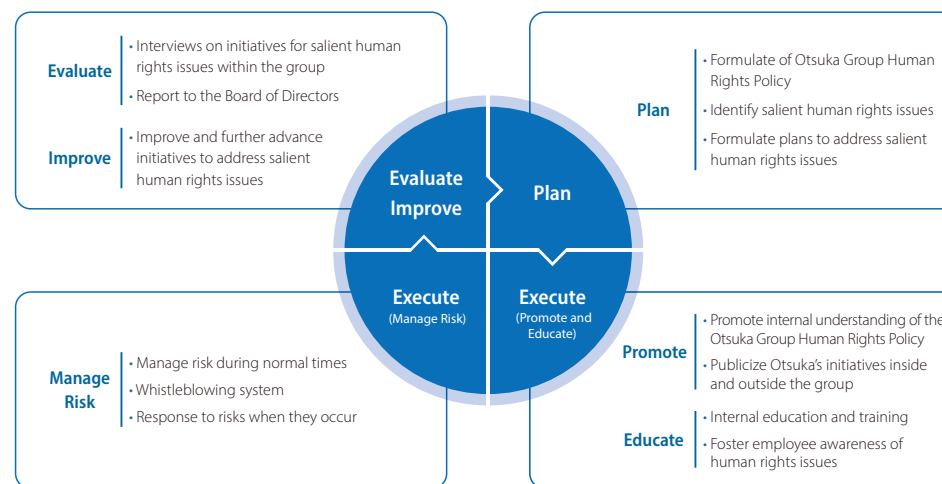 Evaluate
• Interviews on initiatives for salient human
rights issues within the group
• Report to the Board of Directors
Improve
• Improve and further advance
initiatives to address salient
human rights issues
Plan
• Formulate of Otsuka Group Human
Rights Policy
• Identify salient human rights issues
• Formulate plans to address salient
human rights issues
Evaluate
Improve
Plan
Execute
(Manage Risk)
Execute
(Promote and
Educate)
Manage
Risk
• Manage risk during normal times
• Whistleblowing system
• Response to risks when they occur
Promote
• Promote internal understanding of the
Otsuka Group Human Rights Policy
• Publicize Otsuka's initiatives inside
and outside the group
Educate
• Internal education and training
• Foster employee awareness of
human rights issues